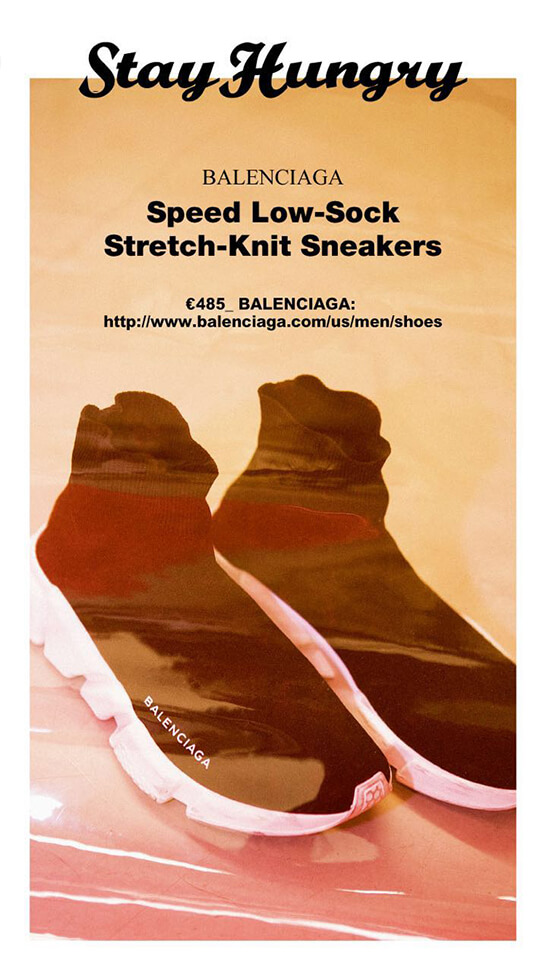 Stay Hungry
BALENCIAGA
Speed Low-Sock
Stretch-Knit Sneakers
€485_ BALENCIAGA:
http://www.balenciaga.com/us/men/shoes
BALENCIAGA